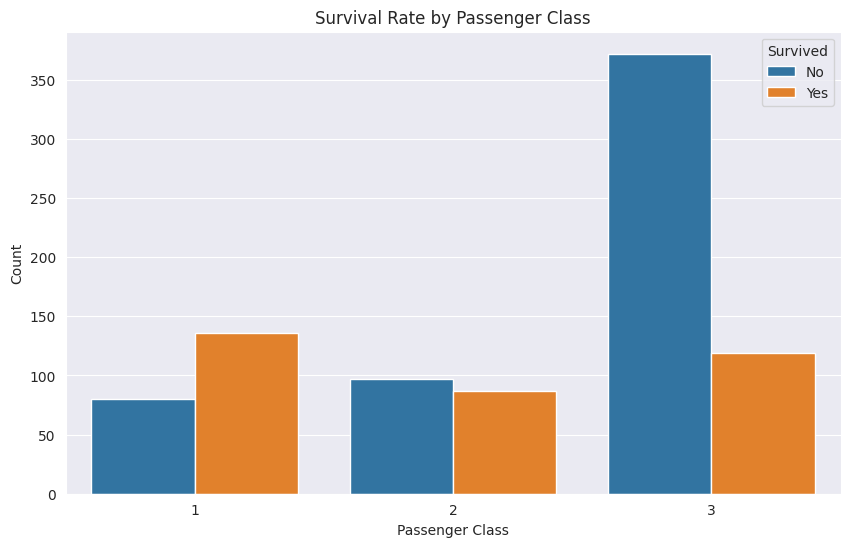 Survival Rate by Passenger Class
Survived
No
Yes
Count
350
300
250
200
150
100
50
0
1
2
3
Passenger Class